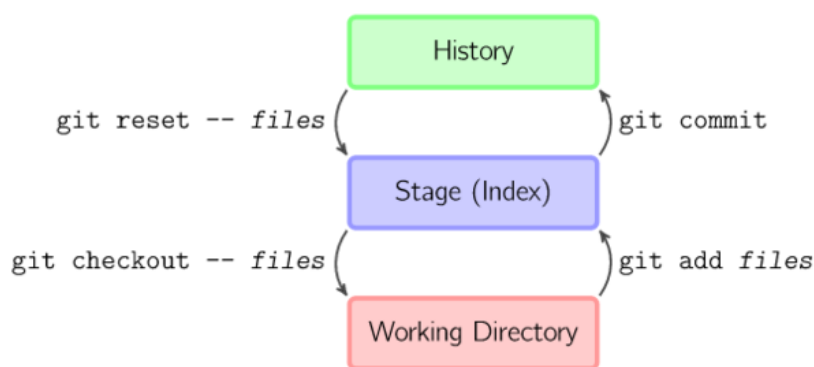 History
git reset -- files
git commit
Stage (Index)
git checkout -- files
git add files
Working Directory